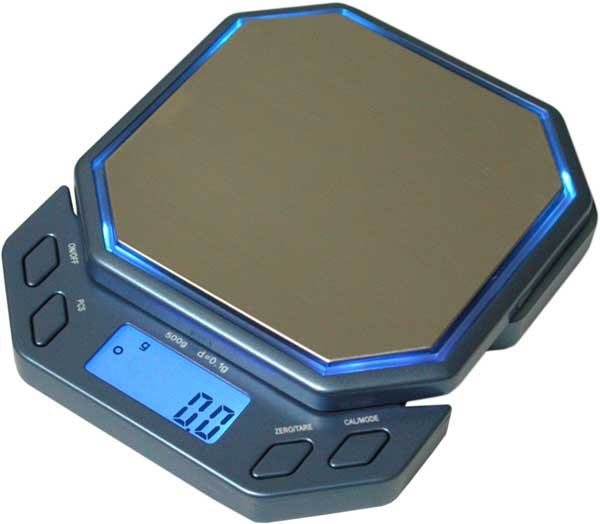 ON/OFF
PCS
500g d=0.1g
g
0.0
ZERO/TARE
CAL/MODE